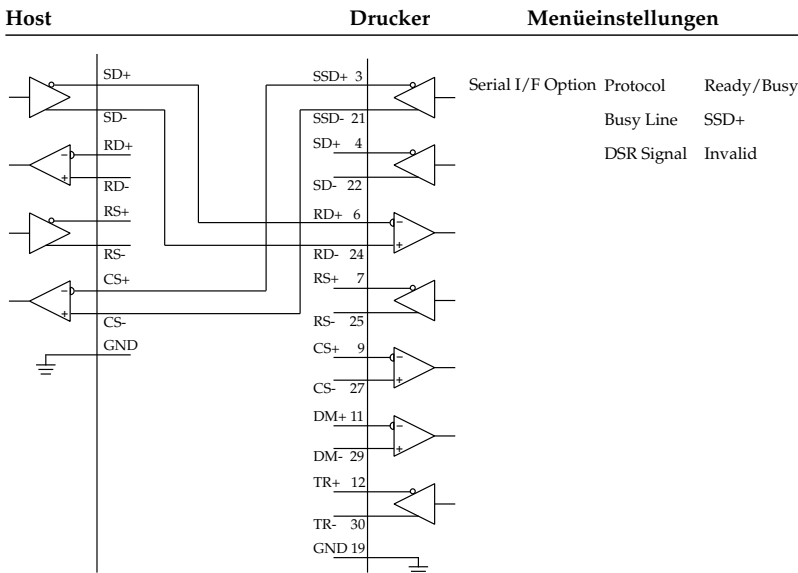 Host Drucker Menüeinstellungen
SD+ SSD+ 3 Serial I/F Option Protocol Ready/Busy
SD- SSD- 21 Busy Line SSD+
RD+ SD+ 4 DSR Signal Invalid
RD- SD- 22
RS+ RD+ 6
RS- RD- 24
CS+ RS+ 7
CS- RS- 25
GND CS+ 9
CS- 27
DM+ 11
DM- 29
TR+ 12
TR- 30
GND 19